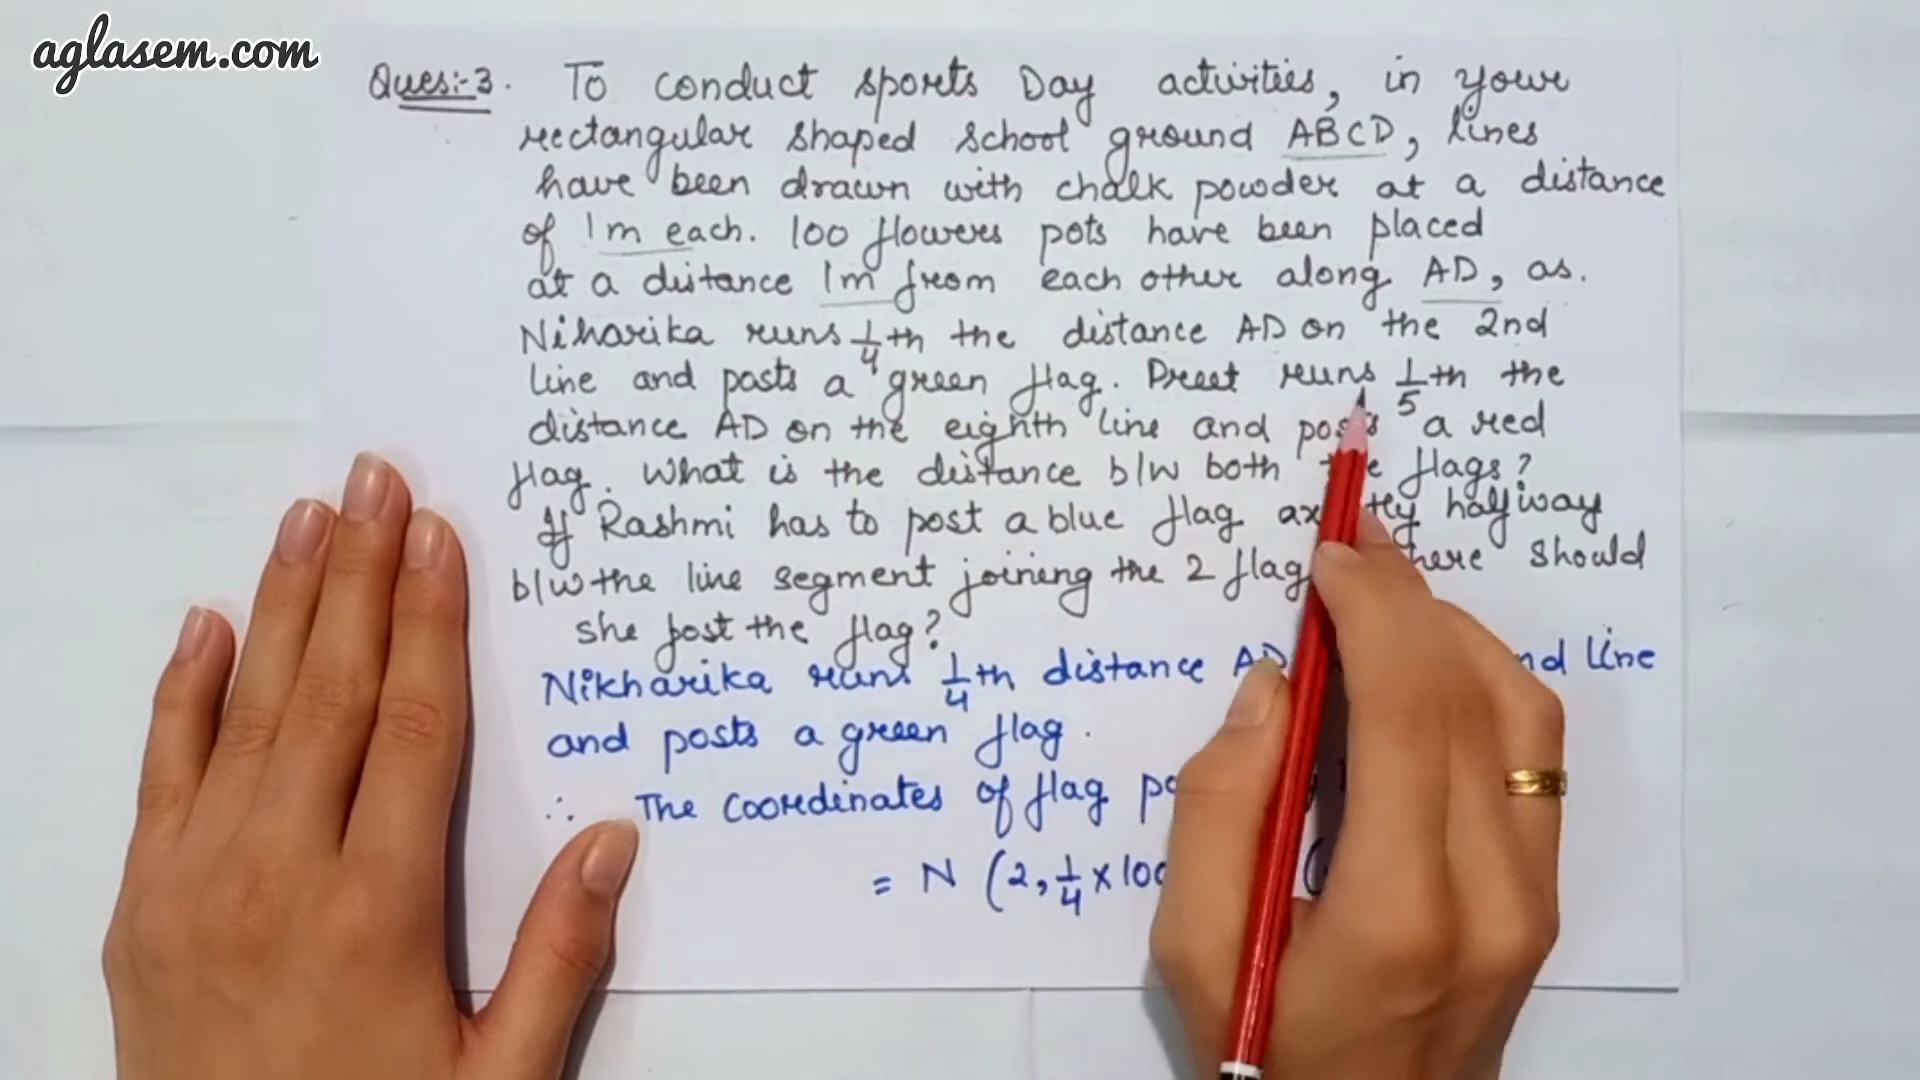 aglasem.com
Ques:-3. To conduct sports Day activities, in your
rectangular shaped school ground ABCD, lines
have been drawn with chalk powder at a distance
of 1m each. 100 flowers pots have been placed
at a distance 1m from each other along AD, as.
Niharika runs 1/4th the distance AD on the 2nd
line and posts a green flag. Preet runs 1/5th the
distance AD on the eighth line and posts a red
flag. What is the distance b/w both the flags?
If Rashmi has to post a blue flag halfway
b/w the line segment joining the 2 should
she post the flag?
Nikharika runs 1/4th distance AD line
and posts a green flag.
∴ The coordinates of flag
= N (2, 1/4 × 100 (